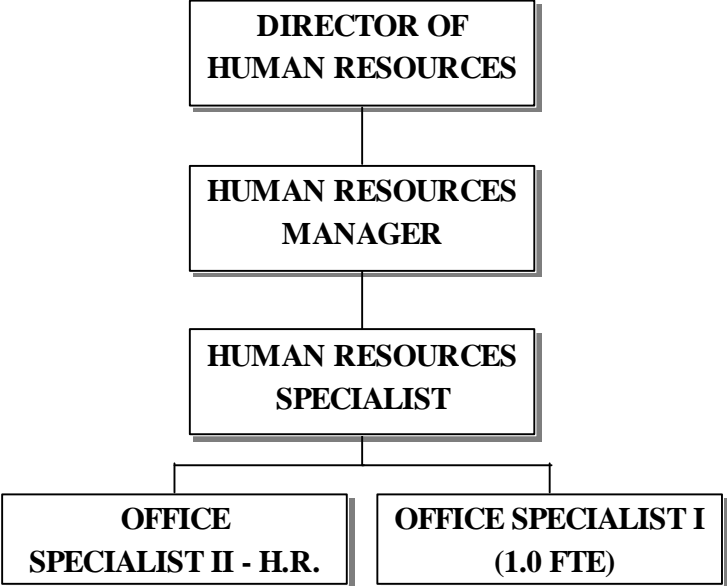 DIRECTOR OF
HUMAN RESOURCES
HUMAN RESOURCES
MANAGER
HUMAN RESOURCES
SPECIALIST
OFFICE
SPECIALIST II - H.R.
OFFICE SPECIALIST I
(1.0 FTE)